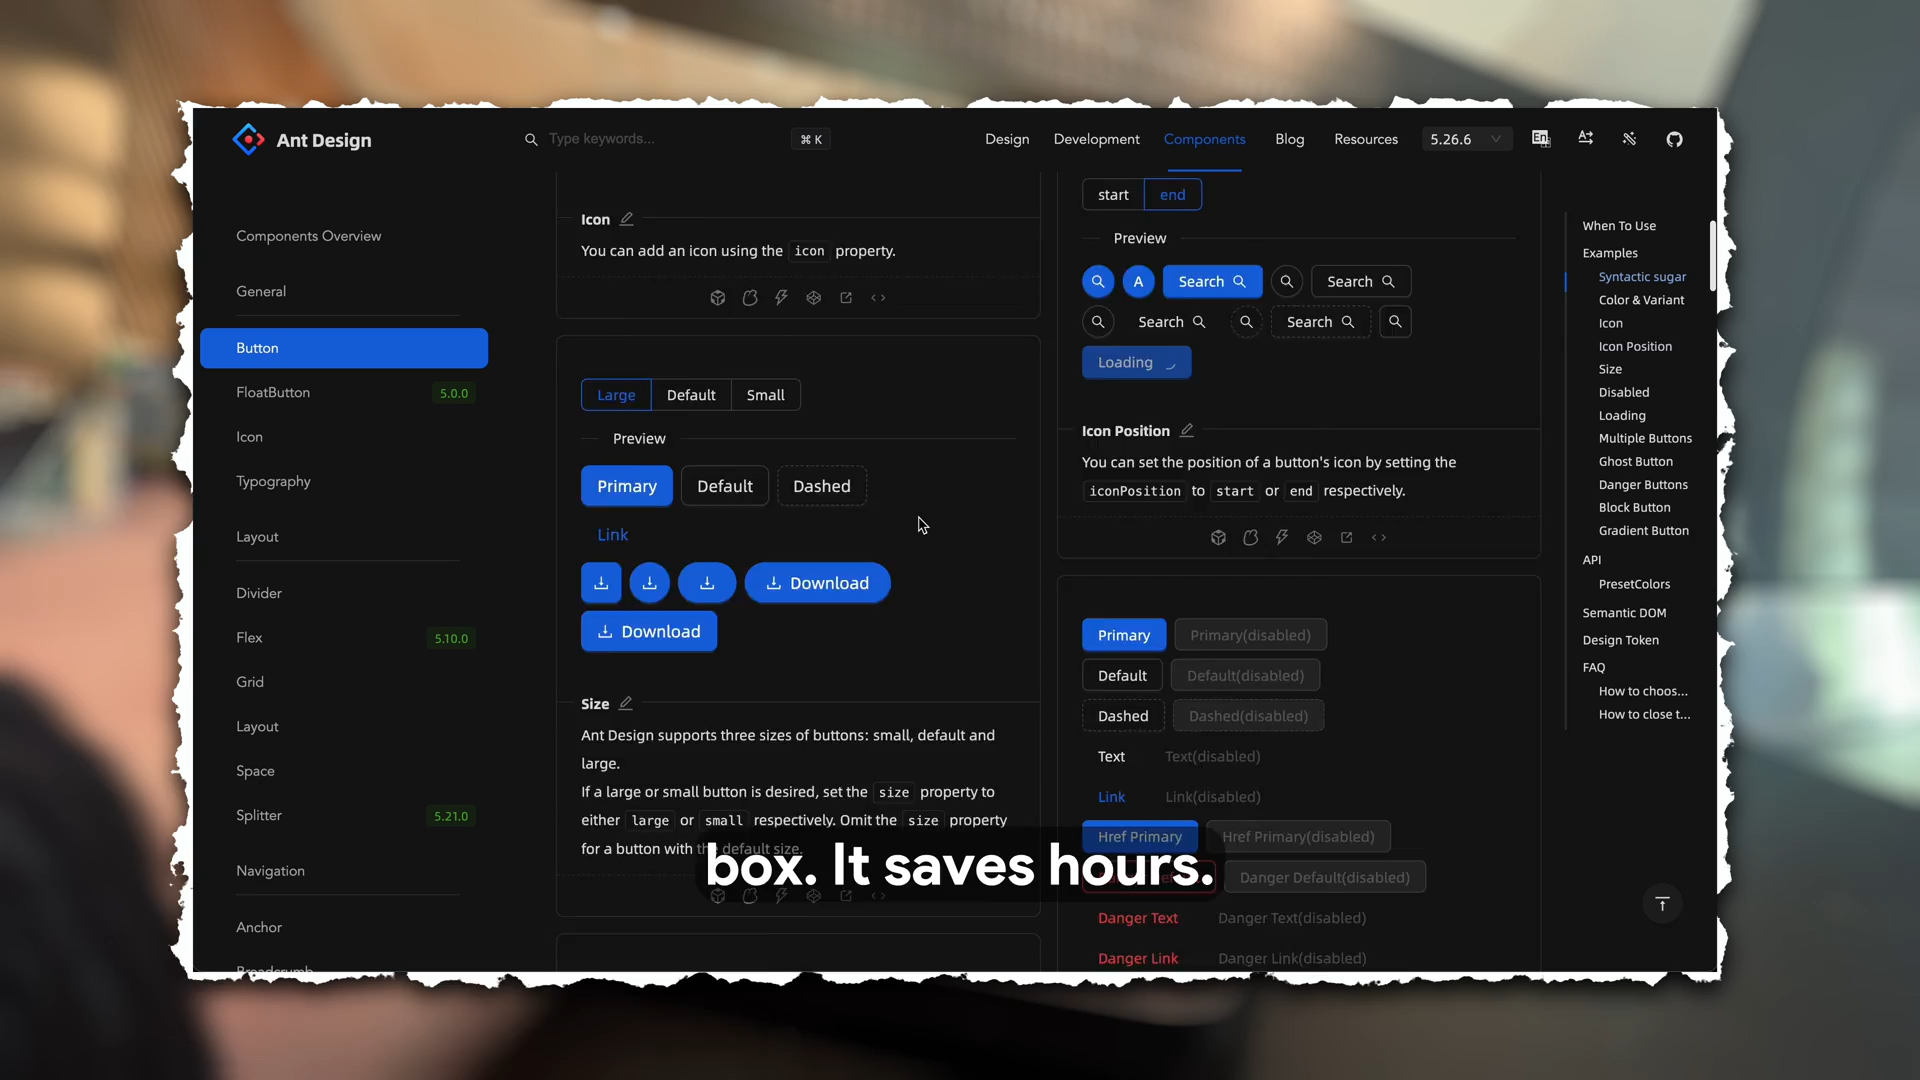 Ant Design
Type keywords...
⌘ K
Design
Development
Components
Blog
Resources
5.26.6
En
Components Overview
General
Button
FloatButton
5.0.0
Icon
Typography
Layout
Divider
Flex
5.10.0
Grid
Layout
Space
Splitter
5.21.0
Navigation
Anchor
Breadcrumb
Icon
You can add an icon using the icon property.
Large
Default
Small
Preview
Primary
Default
Dashed
Link
Download
Download
Size
Ant Design supports three sizes of buttons: small, default and
large.
If a large or small button is desired, set the size property to
either large or small respectively. Omit the size property
for a button with the default size.
start
end
Preview
A
Search
Search
Search
Search
Loading
Icon Position
You can set the position of a button's icon by setting the
iconPosition to start or end respectively.
Primary
Primary(disabled)
Default
Default(disabled)
Dashed
Dashed(disabled)
Text
Text(disabled)
Link
Link(disabled)
Href Primary
Href Primary(disabled)
Danger Default(disabled)
Danger Text
Danger Text(disabled)
Danger Link
Danger Link(disabled)
When To Use
Examples
Syntactic sugar
Color & Variant
Icon
Icon Position
Size
Disabled
Loading
Multiple Buttons
Ghost Button
Danger Buttons
Block Button
Gradient Button
API
PresetColors
Semantic DOM
Design Token
FAQ
How to choos...
How to close t...
box. It saves hours.